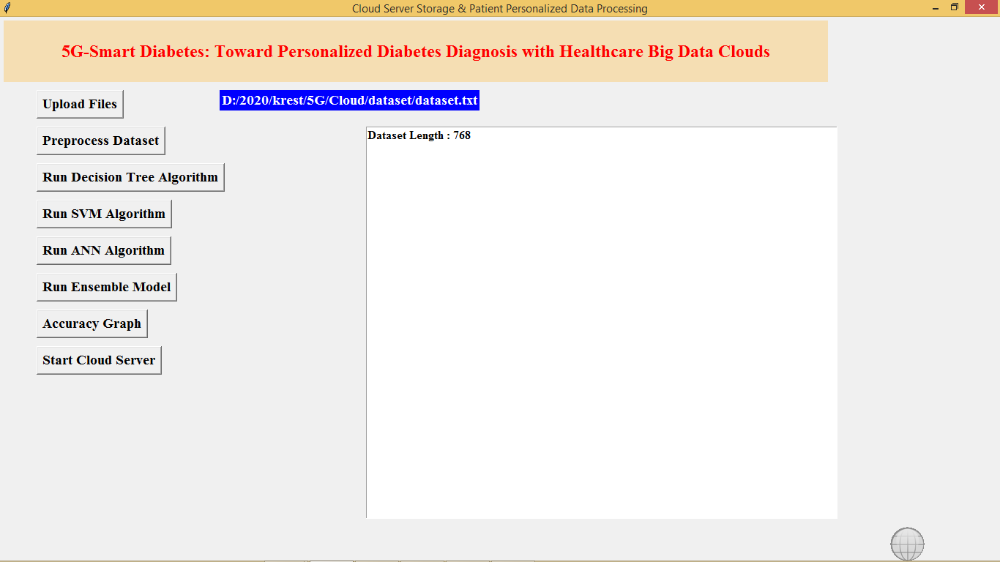 Cloud Server Storage & Patient Personalized Data Processing
5G-Smart Diabetes: Toward Personalized Diabetes Diagnosis with Healthcare Big Data Clouds
Upload Files
D:/2020/krest/5G/Cloud/dataset/dataset.txt
Preprocess Dataset
Dataset Length : 768
Run Decision Tree Algorithm
Run SVM Algorithm
Run ANN Algorithm
Run Ensemble Model
Accuracy Graph
Start Cloud Server